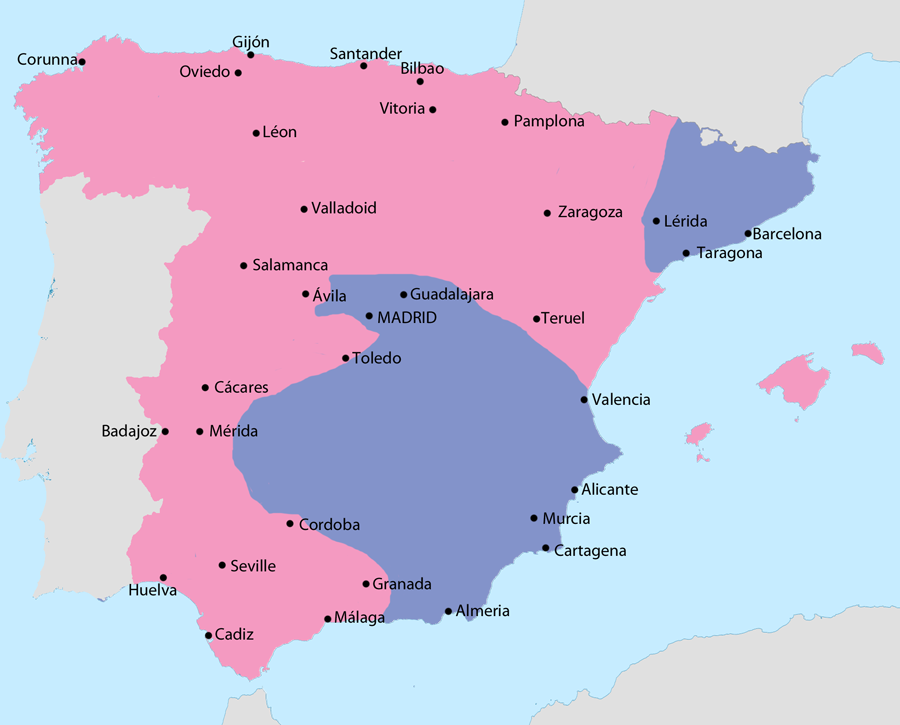 Gijón
Corunna
Santander
Bilbao
Oviedo
Vitoria
Pamplona
Léon
Valladoid
Zaragoza
Lérida
Barcelona
Taragona
Salamanca
Ávila
Guadalajara
MADRID
Teruel
Toledo
Cácares
Valencia
Badajoz
Mérida
Alicante
Murcia
Cordoba
Cartagena
Seville
Granada
Huelva
Almeria
Málaga
Cadiz